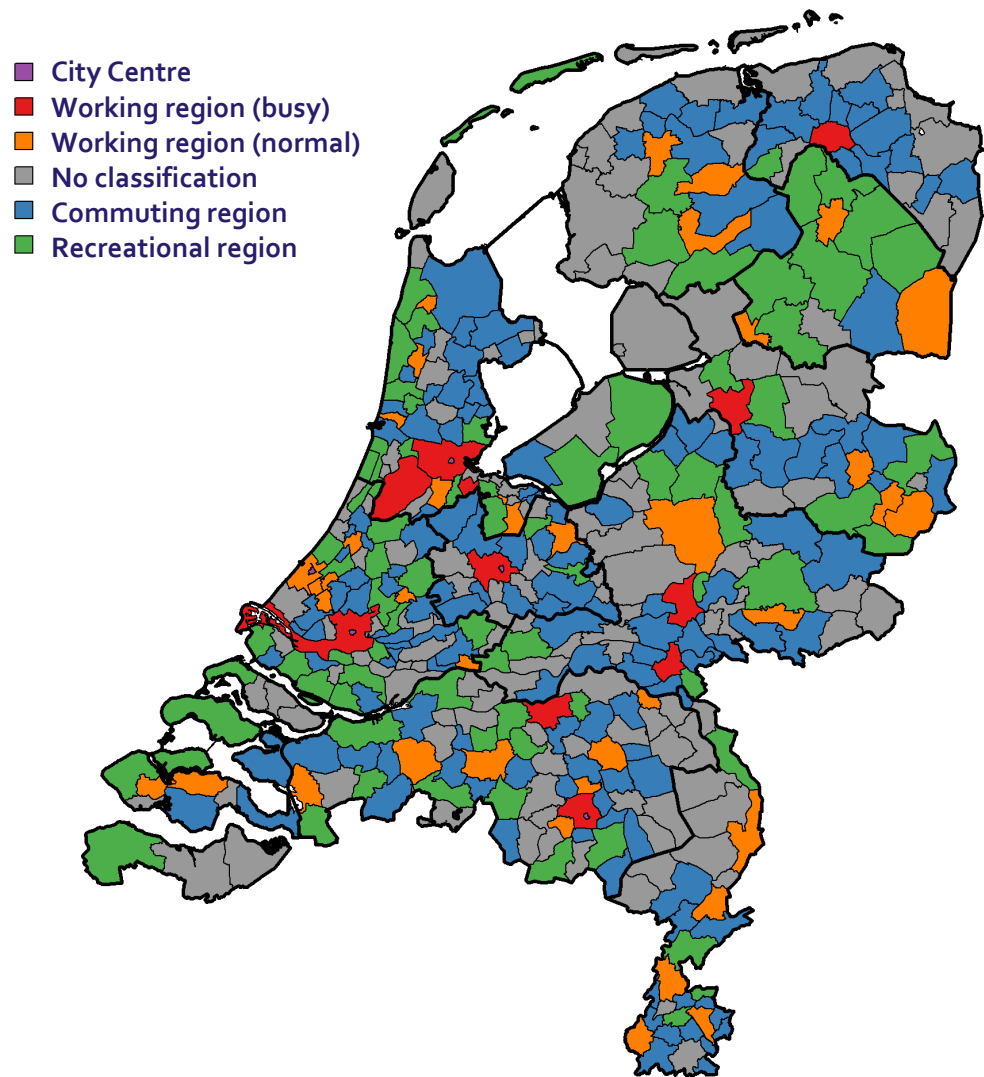 City Centre
Working region (busy)
Working region (normal)
No classification
Commuting region
Recreational region